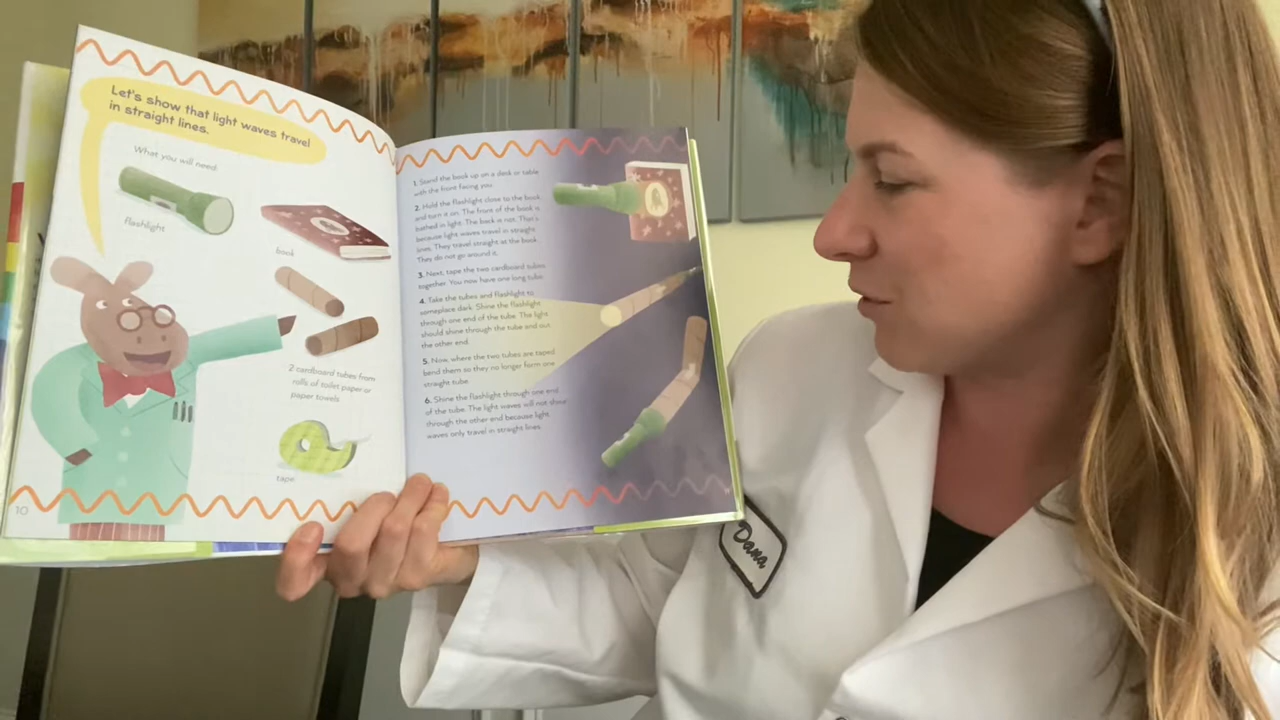 Let's show that light waves travel
in straight lines.
What you will need:
flashlight
book
2 cardboard tubes from
rolls of toilet paper or
paper towels
tape
10
1. Stand the book up on a desk or table
with the front facing you.
2. Hold the flashlight close to the book
and turn it on. The front of the book is
bathed in light. The back is not. That's
because light waves travel in straight
lines. They travel straight at the book.
They do not go around it.
3. Next, tape the two cardboard tubes
together. You now have one long tube.
4. Take the tubes and flashlight to
someplace dark. Shine the flashlight
through one end of the tube. The light
should shine through the tube and out
the other end.
5. Now, where the two tubes are taped
bend them so they no longer form one
straight tube.
6. Shine the flashlight through one end
of the tube. The light waves will not shine
through the other end because light
waves only travel in straight lines.
Dana